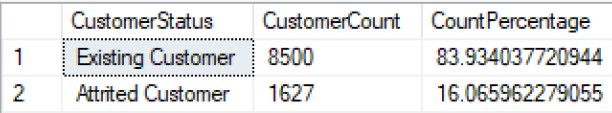 CustomerStatus CustomerCount CountPercentage
1 Existing Customer 8500 83.934037720944
2 Attrited Customer 1627 16.065962279055